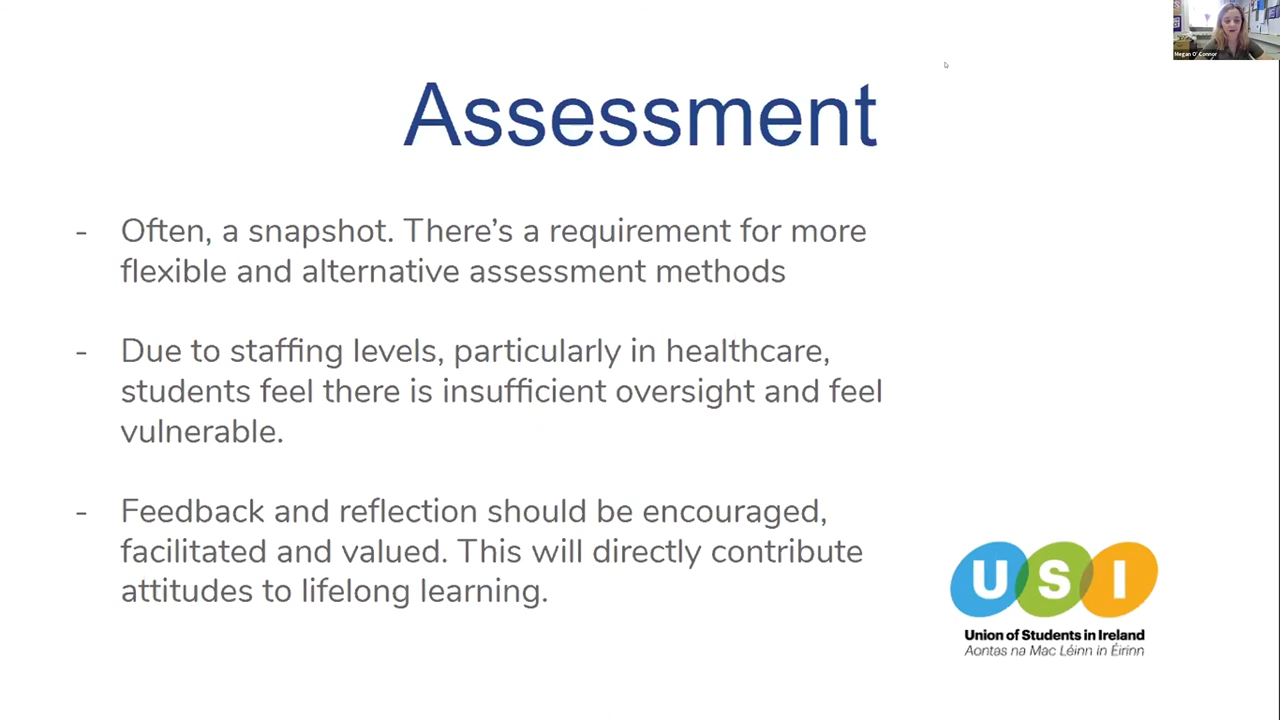 Megan O' Connor
Assessment
- Often, a snapshot. There's a requirement for more
flexible and alternative assessment methods
- Due to staffing levels, particularly in healthcare,
students feel there is insufficient oversight and feel
vulnerable.
- Feedback and reflection should be encouraged,
facilitated and valued. This will directly contribute
attitudes to lifelong learning.
USI
Union of Students in Ireland
Aontas na Mac Léinn in Éirinn